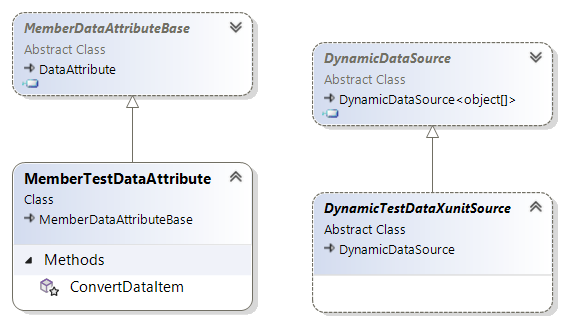 MemberDataAttributeBase
Abstract Class
DataAttribute
MemberTestDataAttribute
Class
MemberDataAttributeBase
Methods
ConvertDataItem
DynamicDataSource
Abstract Class
DynamicDataSource<object[]>
DynamicTestDataXunitSource
Abstract Class
DynamicDataSource